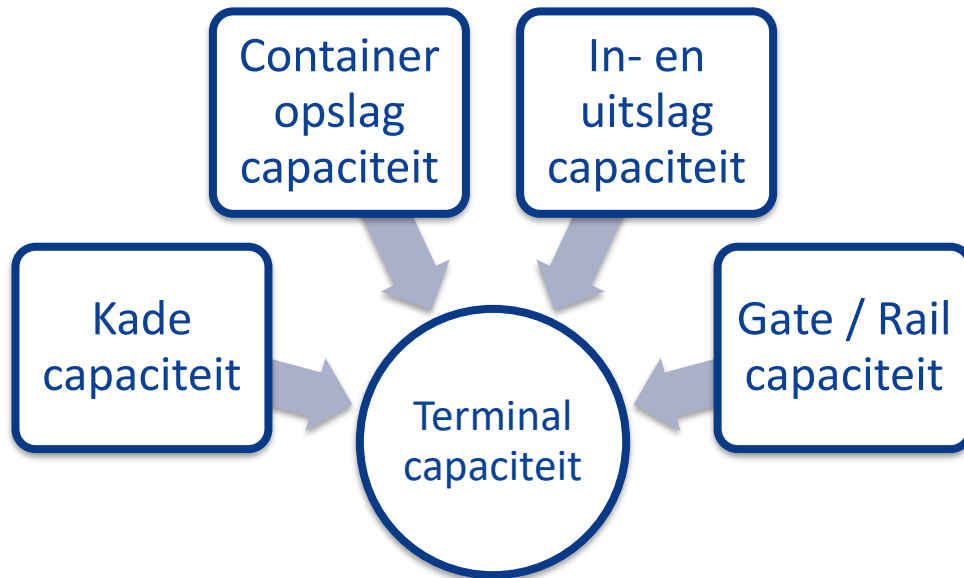 Container
opslag
capaciteit
In- en
uitslag
capaciteit
Kade
capaciteit
Gate / Rail
capaciteit
Terminal
capaciteit